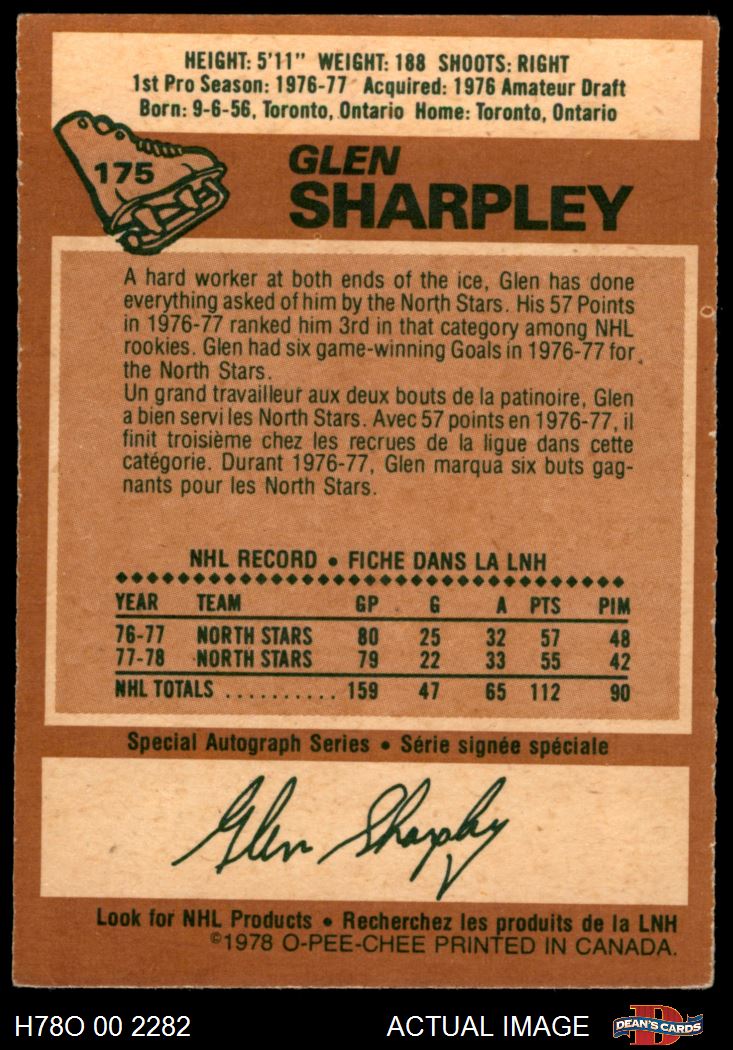 HEIGHT: 5'11" WEIGHT: 188 SHOOTS: RIGHT
1st Pro Season: 1976-77 Acquired: 1976 Amateur Draft
Born: 9-6-56, Toronto, Ontario Home: Toronto, Ontario
175
GLEN
SHARPLEY
A hard worker at both ends of the ice, Glen has done
everything asked of him by the North Stars. His 57 Points
in 1976-77 ranked him 3rd in that category among NHL
rookies. Glen had six game-winning Goals in 1976-77 for
the North Stars.
Un grand travailleur aux deux bouts de la patinoire, Glen
a bien servi les North Stars. Avec 57 points en 1976-77, il
finit troisième chez les recrues de la ligue dans cette
catégorie. Durant 1976-77, Glen marqua six buts gag-
nants pour les North Stars.
NHL RECORD • FICHE DANS LA LNH
YEAR TEAM GP G A PTS PIM
76-77 NORTH STARS 80 25 32 57 48
77-78 NORTH STARS 79 22 33 55 42
NHL TOTALS .......... 159 47 65 112 90
Special Autograph Series • Série signée spéciale
Glen Sharpley
Look for NHL Products • Recherchez les produits de la LNH
©1978 O-PEE-CHEE PRINTED IN CANADA.
H78O 00 2282 ACTUAL IMAGE DEAN'S CARDS